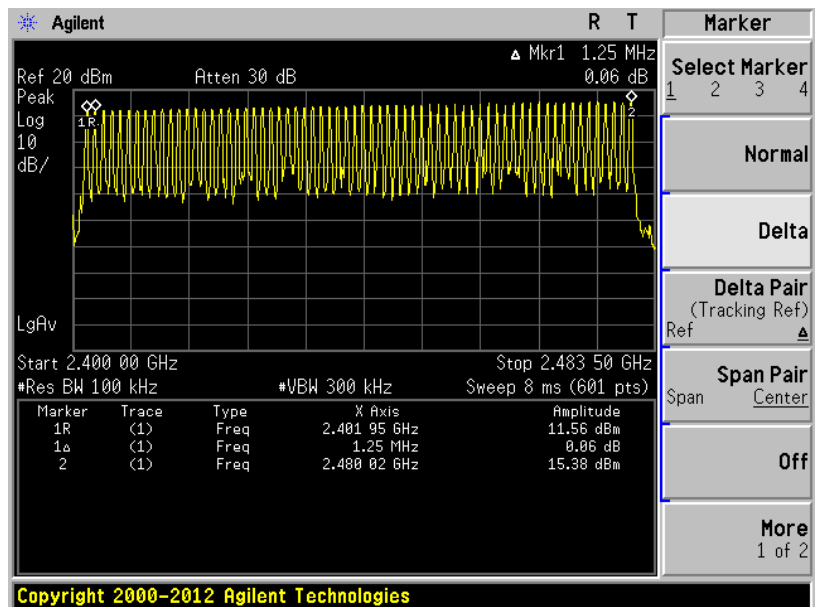 Agilent R T Marker
▵ Mkr1 1.25 MHz
Ref 20 dBm Atten 30 dB 0.06 dB
Peak
Log
10
dB/
1R
2
LgAv
Start 2.400 00 GHz Stop 2.483 50 GHz
#Res BW 100 kHz #VBW 300 kHz Sweep 8 ms (601 pts)
Marker Trace Type X Axis Amplitude
1R (1) Freq 2.401 95 GHz 11.56 dBm
1▵ (1) Freq 1.25 MHz 0.06 dB
2 (1) Freq 2.480 02 GHz 15.38 dBm
Select Marker
1 2 3 4
Normal
Delta
Delta Pair
(Tracking Ref)
Ref ▵
Span Pair
Span Center
Off
More
1 of 2
Copyright 2000-2012 Agilent Technologies